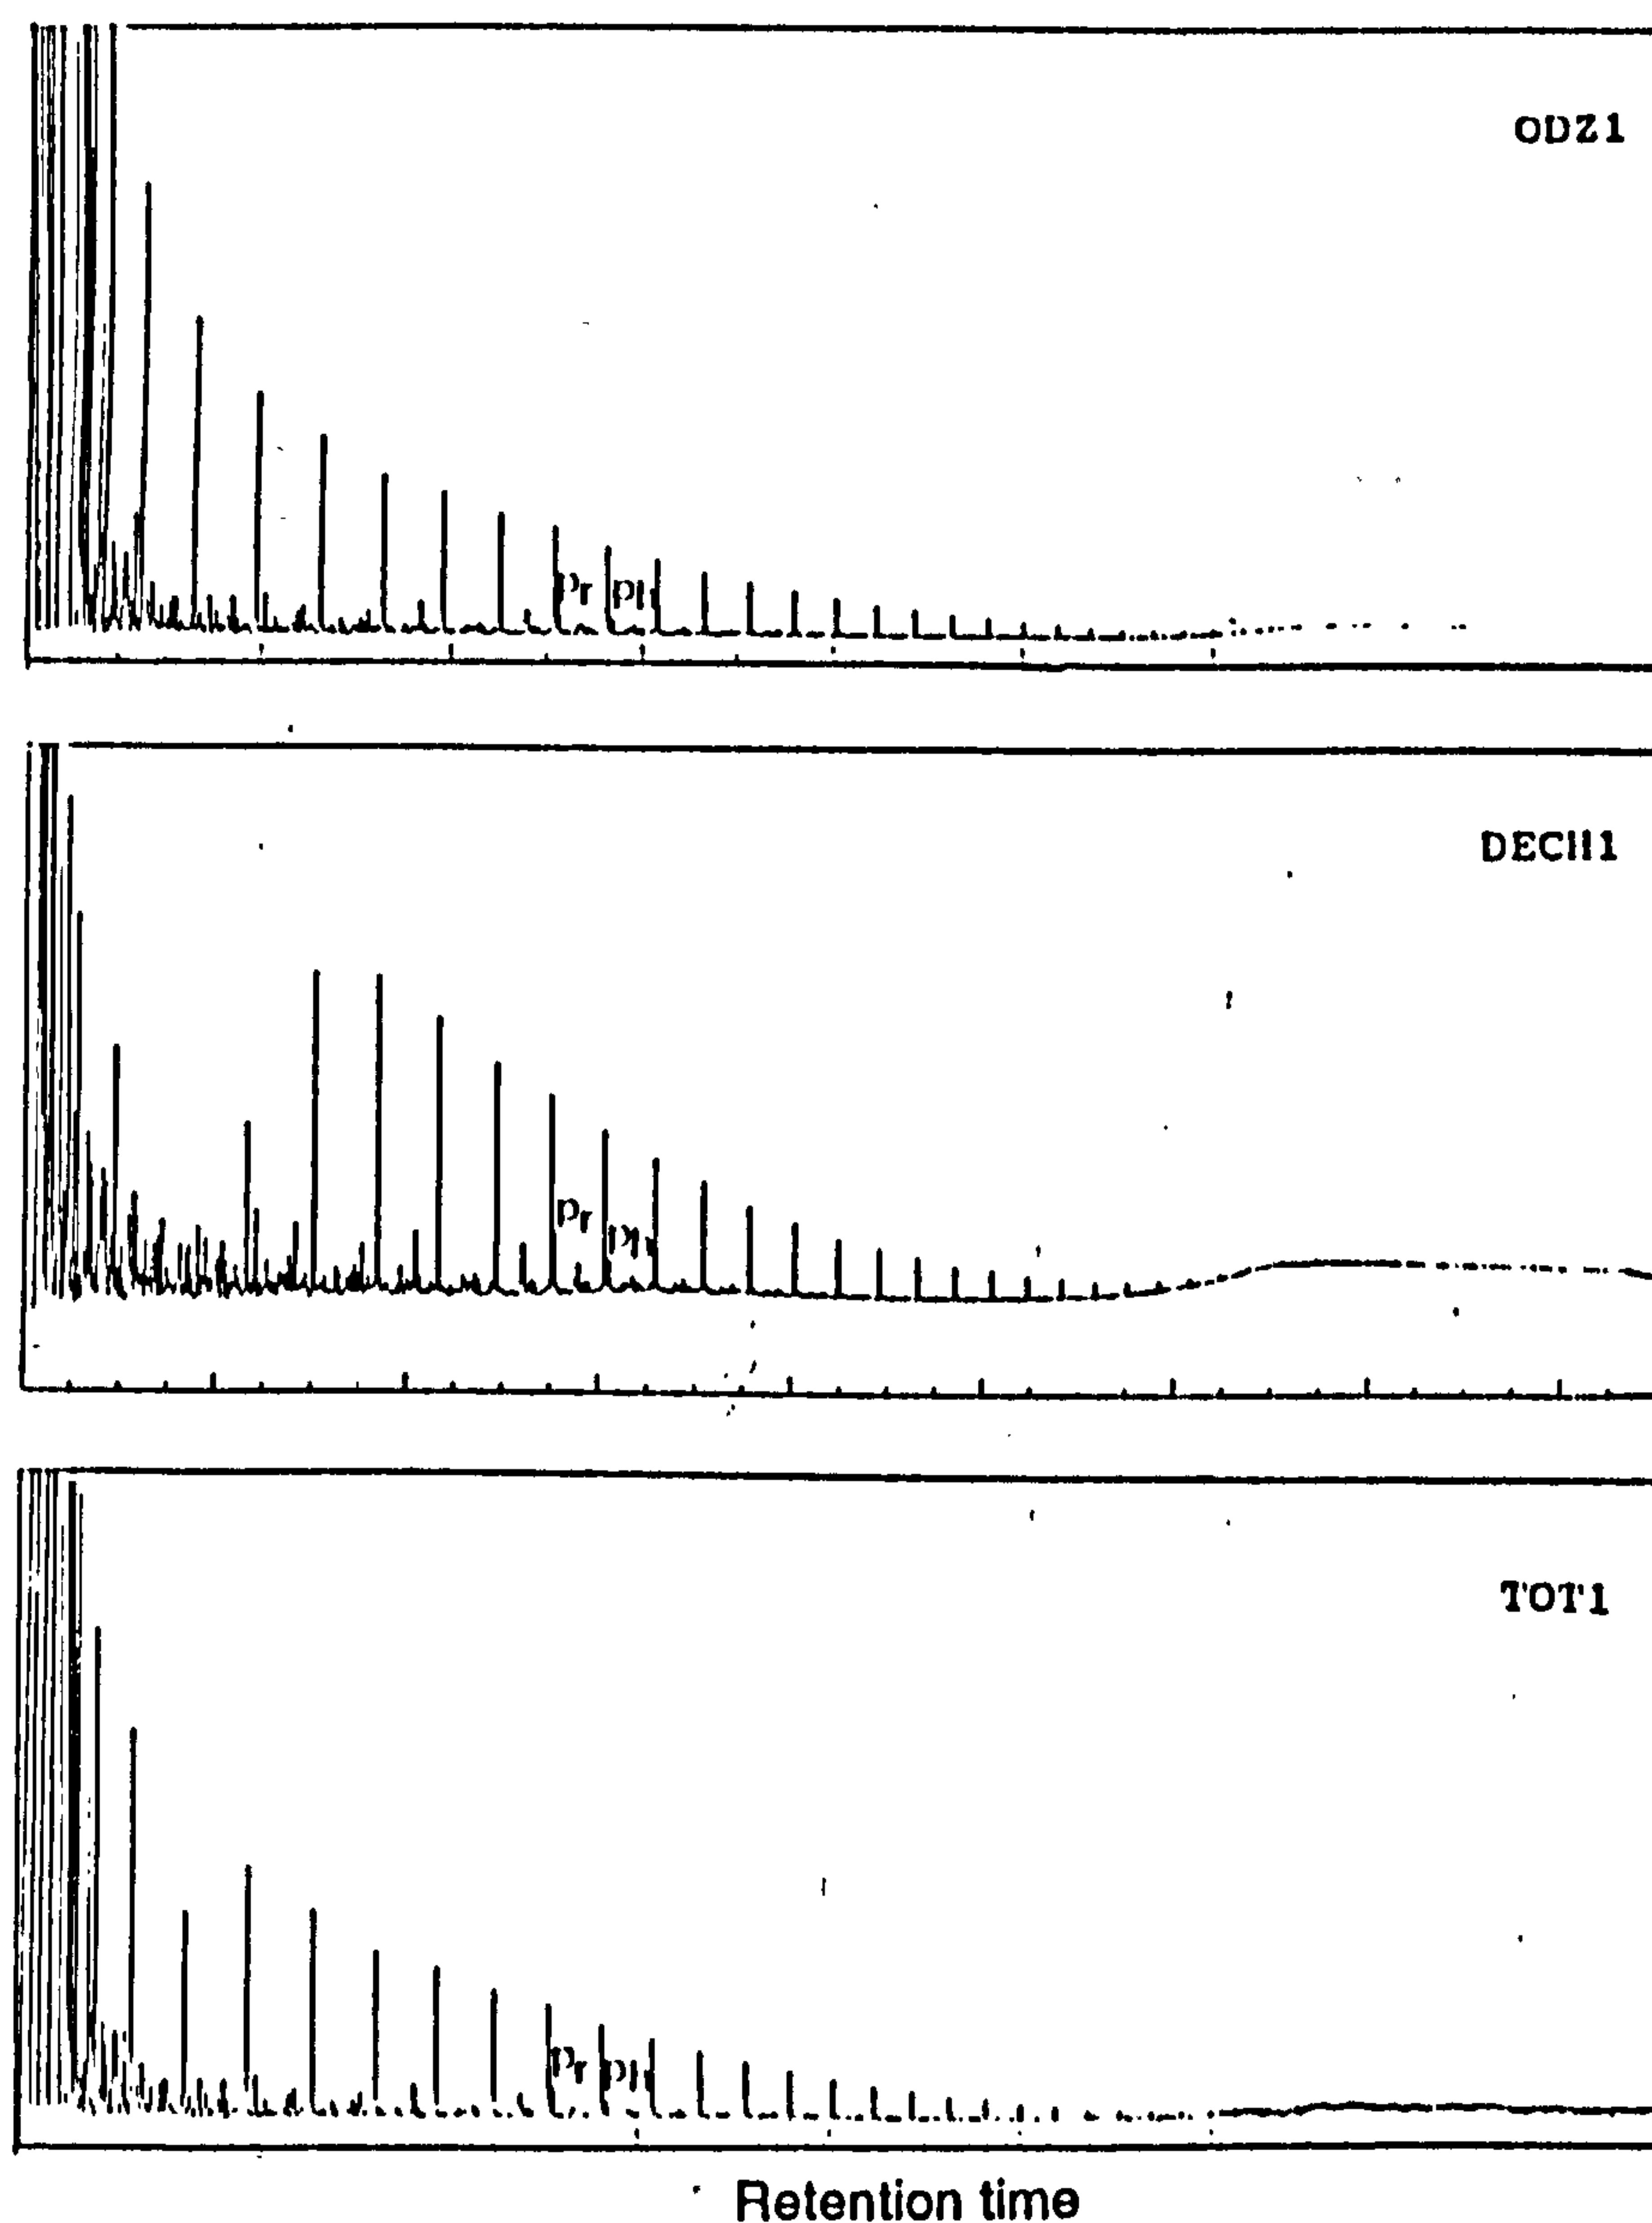 ODZ1
Pr Ph
DECH1
Pr Ph
TOT1
Pr Ph
Retention time